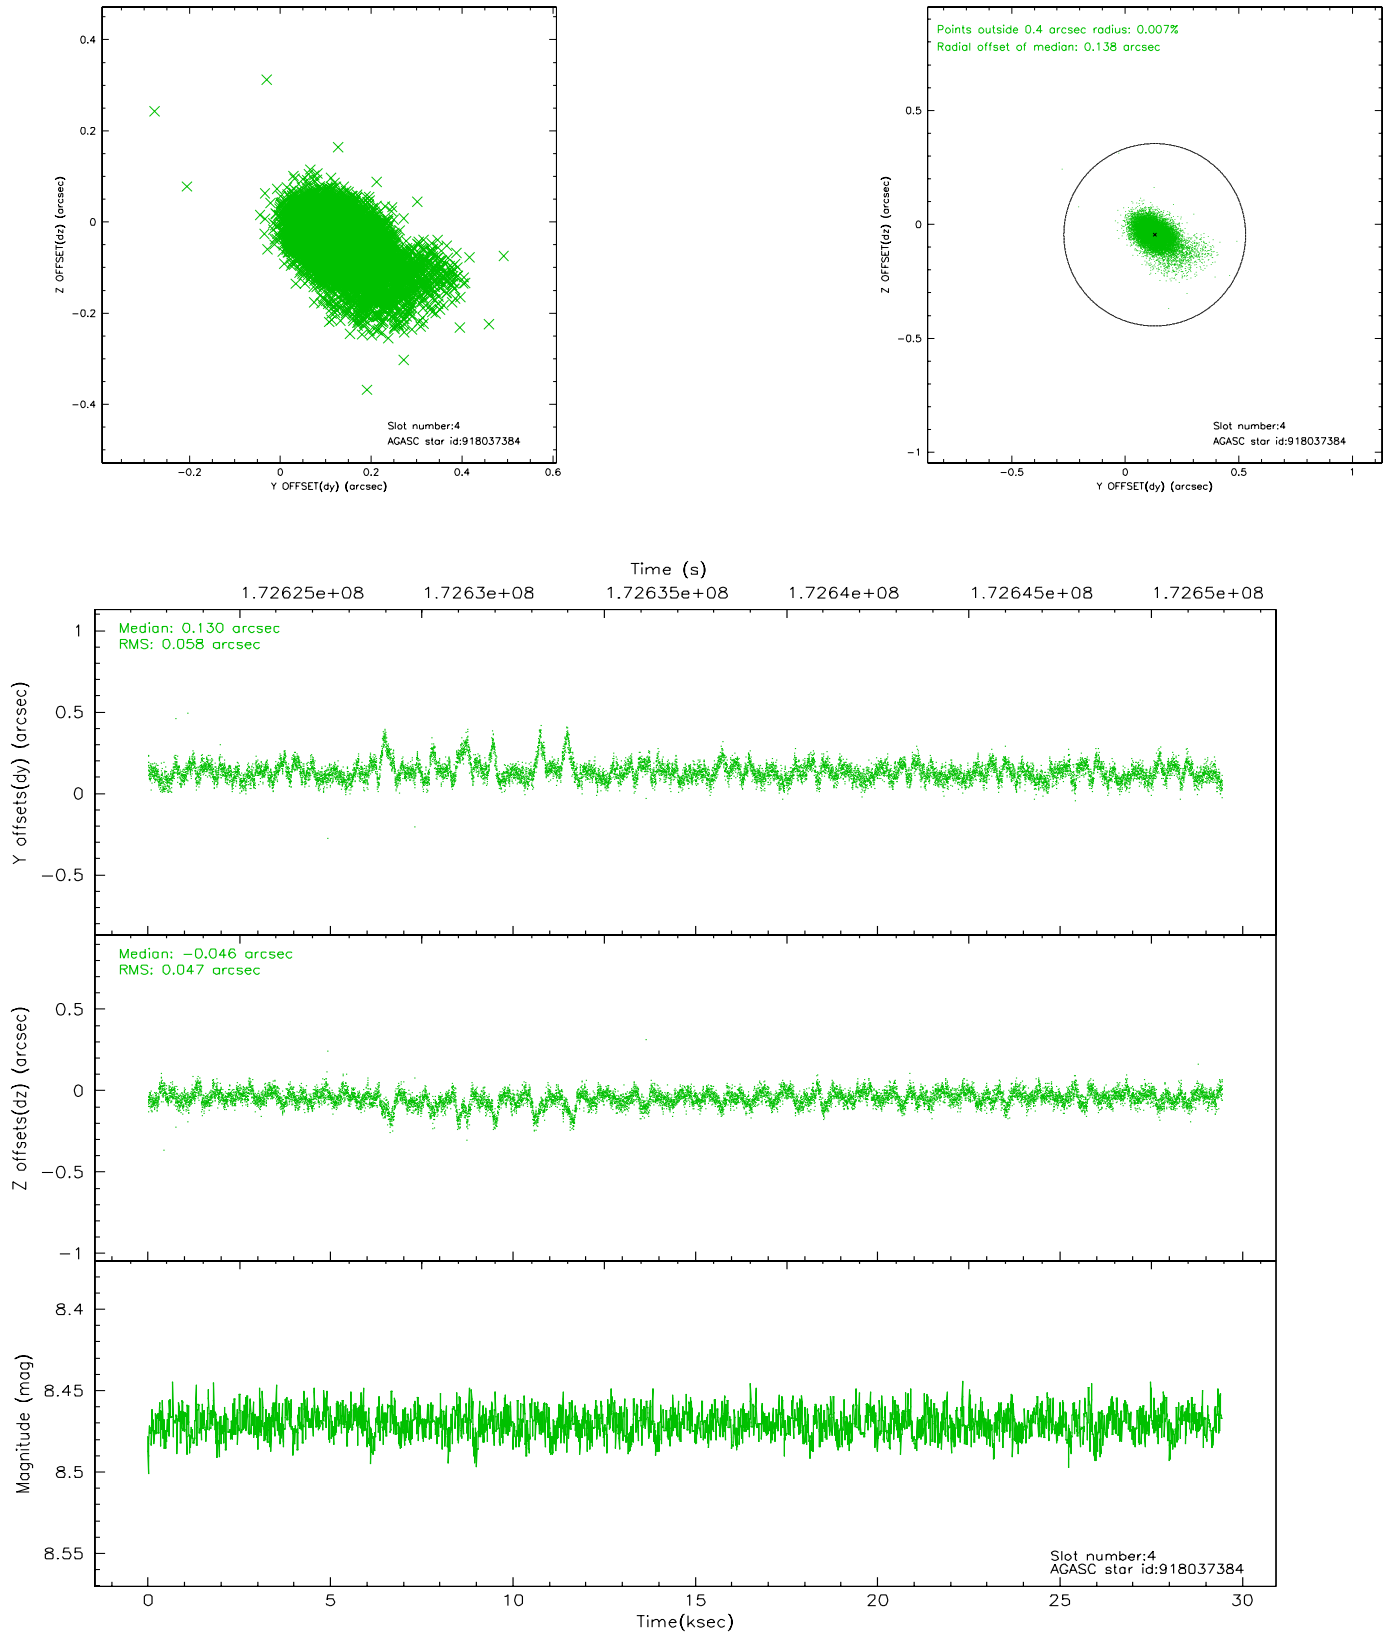 0.4
0.2
0
−0.2
−0.4
Z OFFSET(dz) (arcsec)
Slot number:4
AGASC star id:918037384
−0.2 0 0.2 0.4 0.6
Y OFFSET(dy) (arcsec)
Points outside 0.4 arcsec radius: 0.007%
Radial offset of median: 0.138 arcsec
0.5
0
−0.5
−1
Z OFFSET(dz) (arcsec)
Slot number:4
AGASC star id:918037384
−0.5 0 0.5 1
Y OFFSET(dy) (arcsec)
Time (s)
1.72625e+08 1.7263e+08 1.72635e+08 1.7264e+08 1.72645e+08 1.7265e+08
Median: 0.130 arcsec
RMS: 0.058 arcsec
1
0.5
0
−0.5
Y offsets(dy) (arcsec)
Median: −0.046 arcsec
RMS: 0.047 arcsec
0.5
0
−0.5
−1
Z offsets(dz) (arcsec)
8.4
8.45
8.5
8.55
Magnitude (mag)
Slot number:4
AGASC star id:918037384
0 5 10 15 20 25 30
Time(ksec)